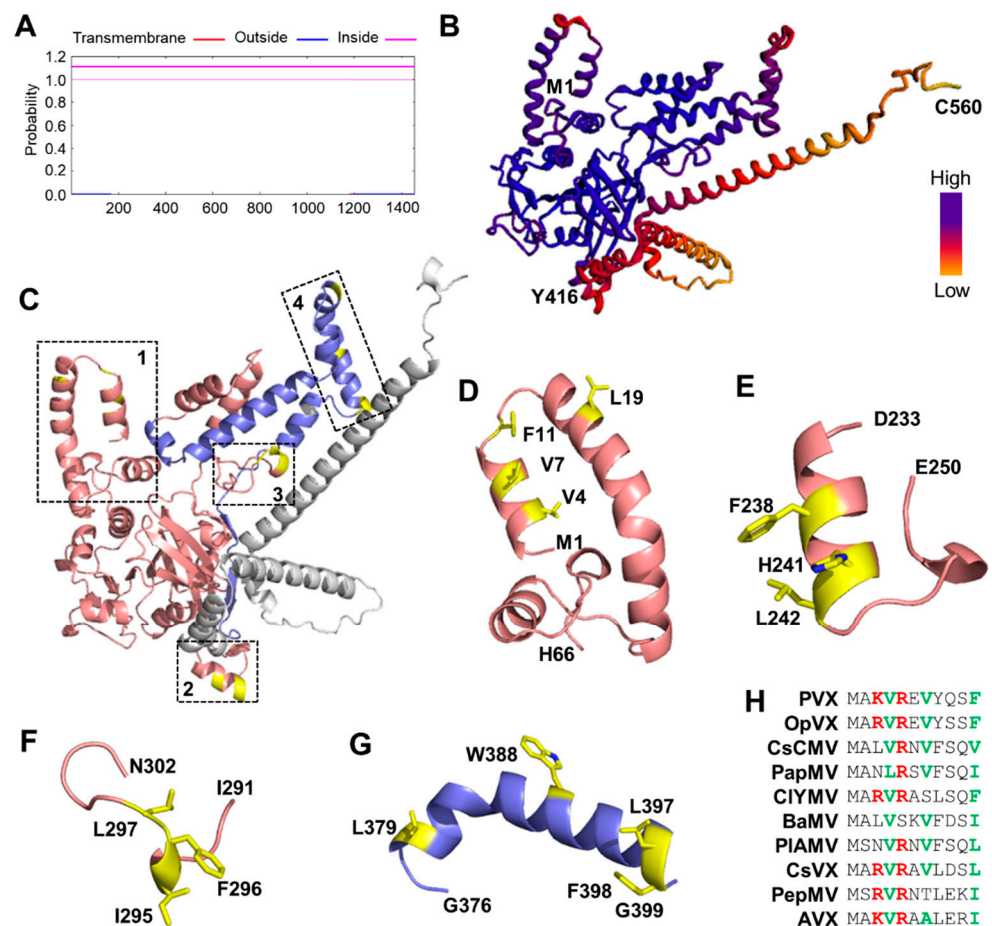 A
Transmembrane Outside Inside
Probability
1.2
1.0
0.8
0.6
0.4
0.2
0.0
200 400 600 800 1000 1200 1400
B
M1
C560
Y416
High
Low
C
1
4
3
2
D
L19
F11
V7
V4
M1
H66
E
D233
E250
F238
H241
L242
F
N302
I291
L297
F296
I295
G
W388
L379
L397
G376
F398
G399
H
PVX MAKVREVYQSF
OpVX MARVREVYSSF
CsCMV MALVRNVFSQV
PapMV MANLRSVFSQI
ClYMV MARVRASLSQF
BaMV MALVSKVFDSI
PlAMV MSNVRNVFSQL
CsVX MARVRAVLDSL
PepMV MSRVRNTLEKI
AVX MAKVRAALERI